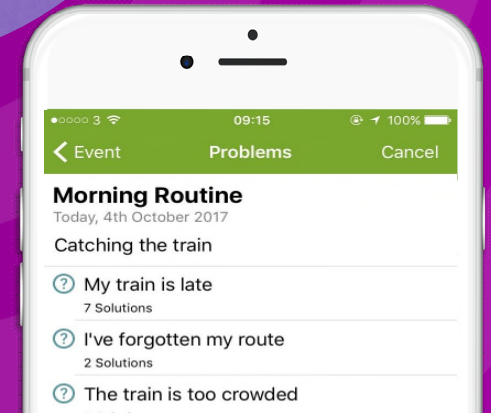 3 09:15 100%
Event Problems Cancel
Morning Routine
Today, 4th October 2017
Catching the train
My train is late
7 Solutions
I've forgotten my route
2 Solutions
The train is too crowded